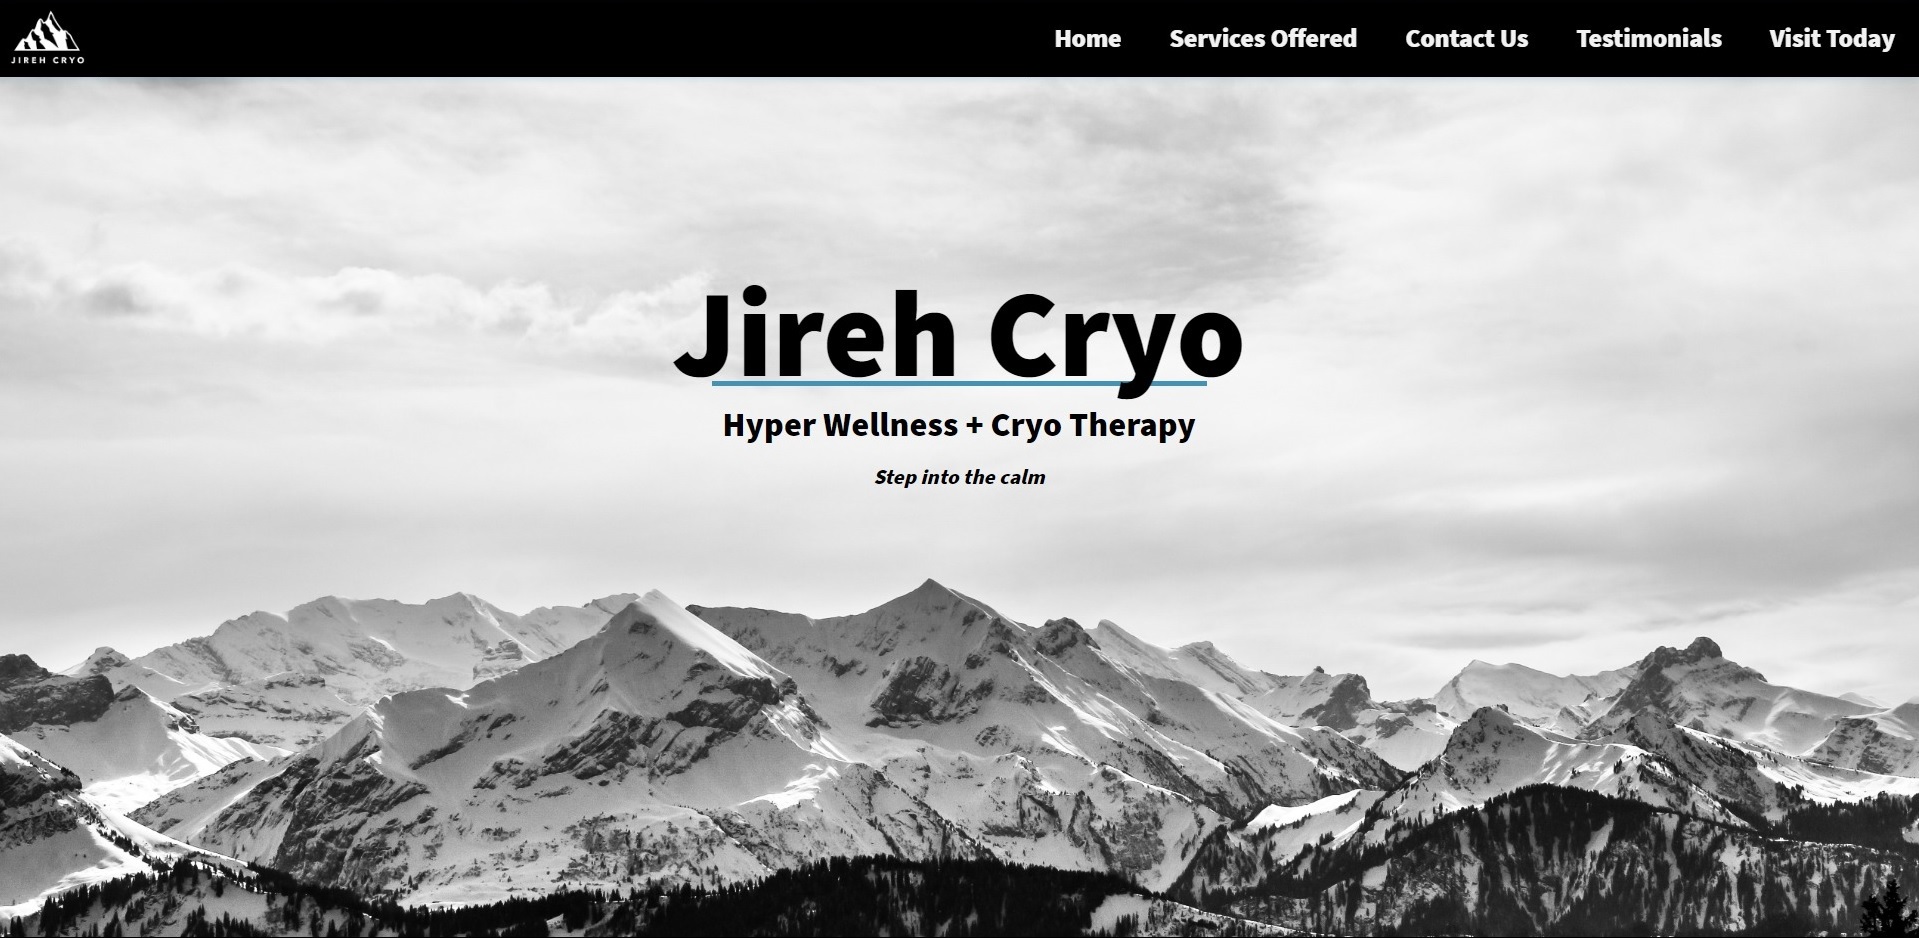 JIREH CRYO
Home Services Offered Contact Us Testimonials Visit Today
Jireh Cryo
Hyper Wellness + Cryo Therapy
Step into the calm